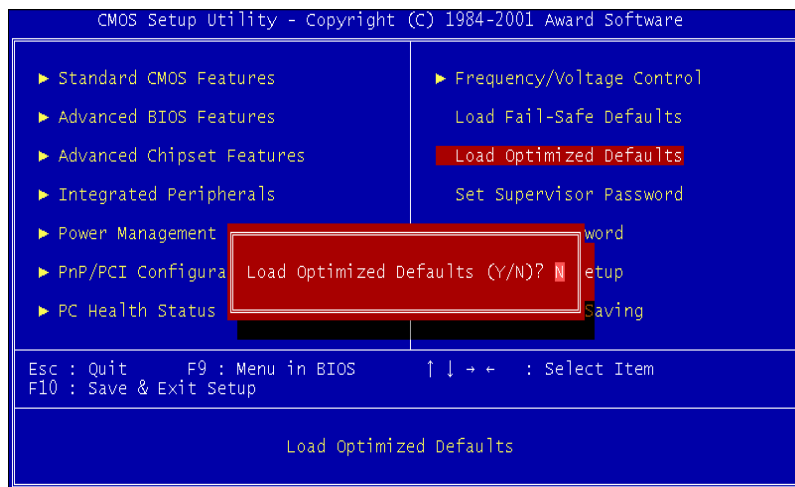 CMOS Setup Utility - Copyright (C) 1984-2001 Award Software
► Standard CMOS Features
► Advanced BIOS Features
► Advanced Chipset Features
► Integrated Peripherals
► Power Management
► PnP/PCI Configura
► PC Health Status
► Frequency/Voltage Control
Load Fail-Safe Defaults
Load Optimized Defaults
Set Supervisor Password
word
etup
Saving
Load Optimized Defaults (Y/N)? N
Esc : Quit F9 : Menu in BIOS ↑ ↓ → ← : Select Item
F10 : Save & Exit Setup
Load Optimized Defaults